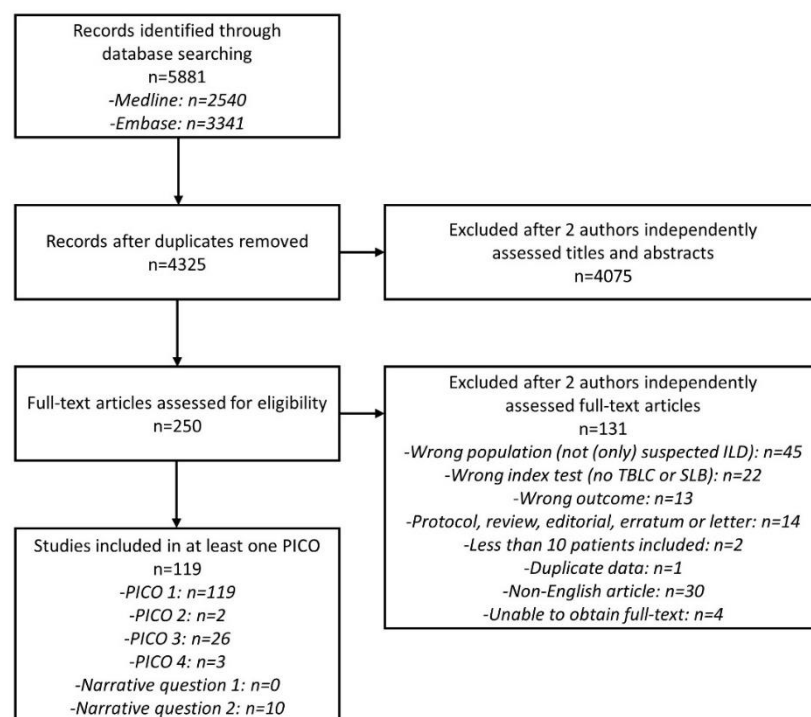 Records identified through
database searching
n=5881
-Medline: n=2540
-Embase: n=3341
Records after duplicates removed
n=4325
Excluded after 2 authors independently
assessed titles and abstracts
n=4075
Full-text articles assessed for eligibility
n=250
Excluded after 2 authors independently
assessed full-text articles
n=131
-Wrong population (not (only) suspected ILD): n=45
-Wrong index test (no TBLC or SLB): n=22
-Wrong outcome: n=13
-Protocol, review, editorial, erratum or letter: n=14
-Less than 10 patients included: n=2
-Duplicate data: n=1
-Non-English article: n=30
-Unable to obtain full-text: n=4
Studies included in at least one PICO
n=119
-PICO 1: n=119
-PICO 2: n=2
-PICO 3: n=26
-PICO 4: n=3
-Narrative question 1: n=0
-Narrative question 2: n=10